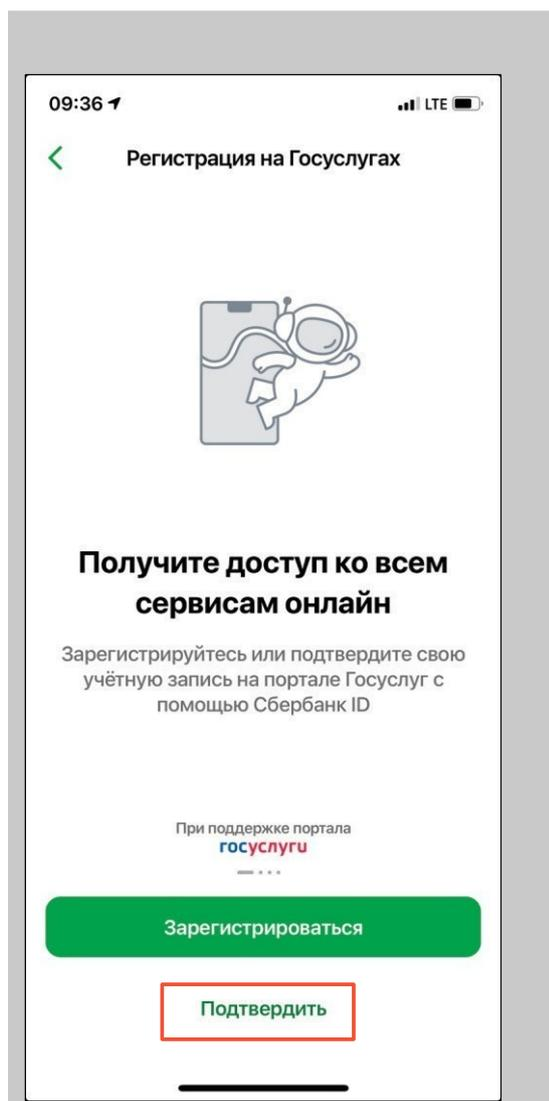 09:36
LTE
Регистрация на Госуслугах
Получите доступ ко всем
сервисам онлайн
Зарегистрируйтесь или подтвердите свою
учётную запись на портале Госуслуг с
помощью Сбербанк ID
При поддержке портала
госуслуги
Зарегистрироваться
Подтвердить